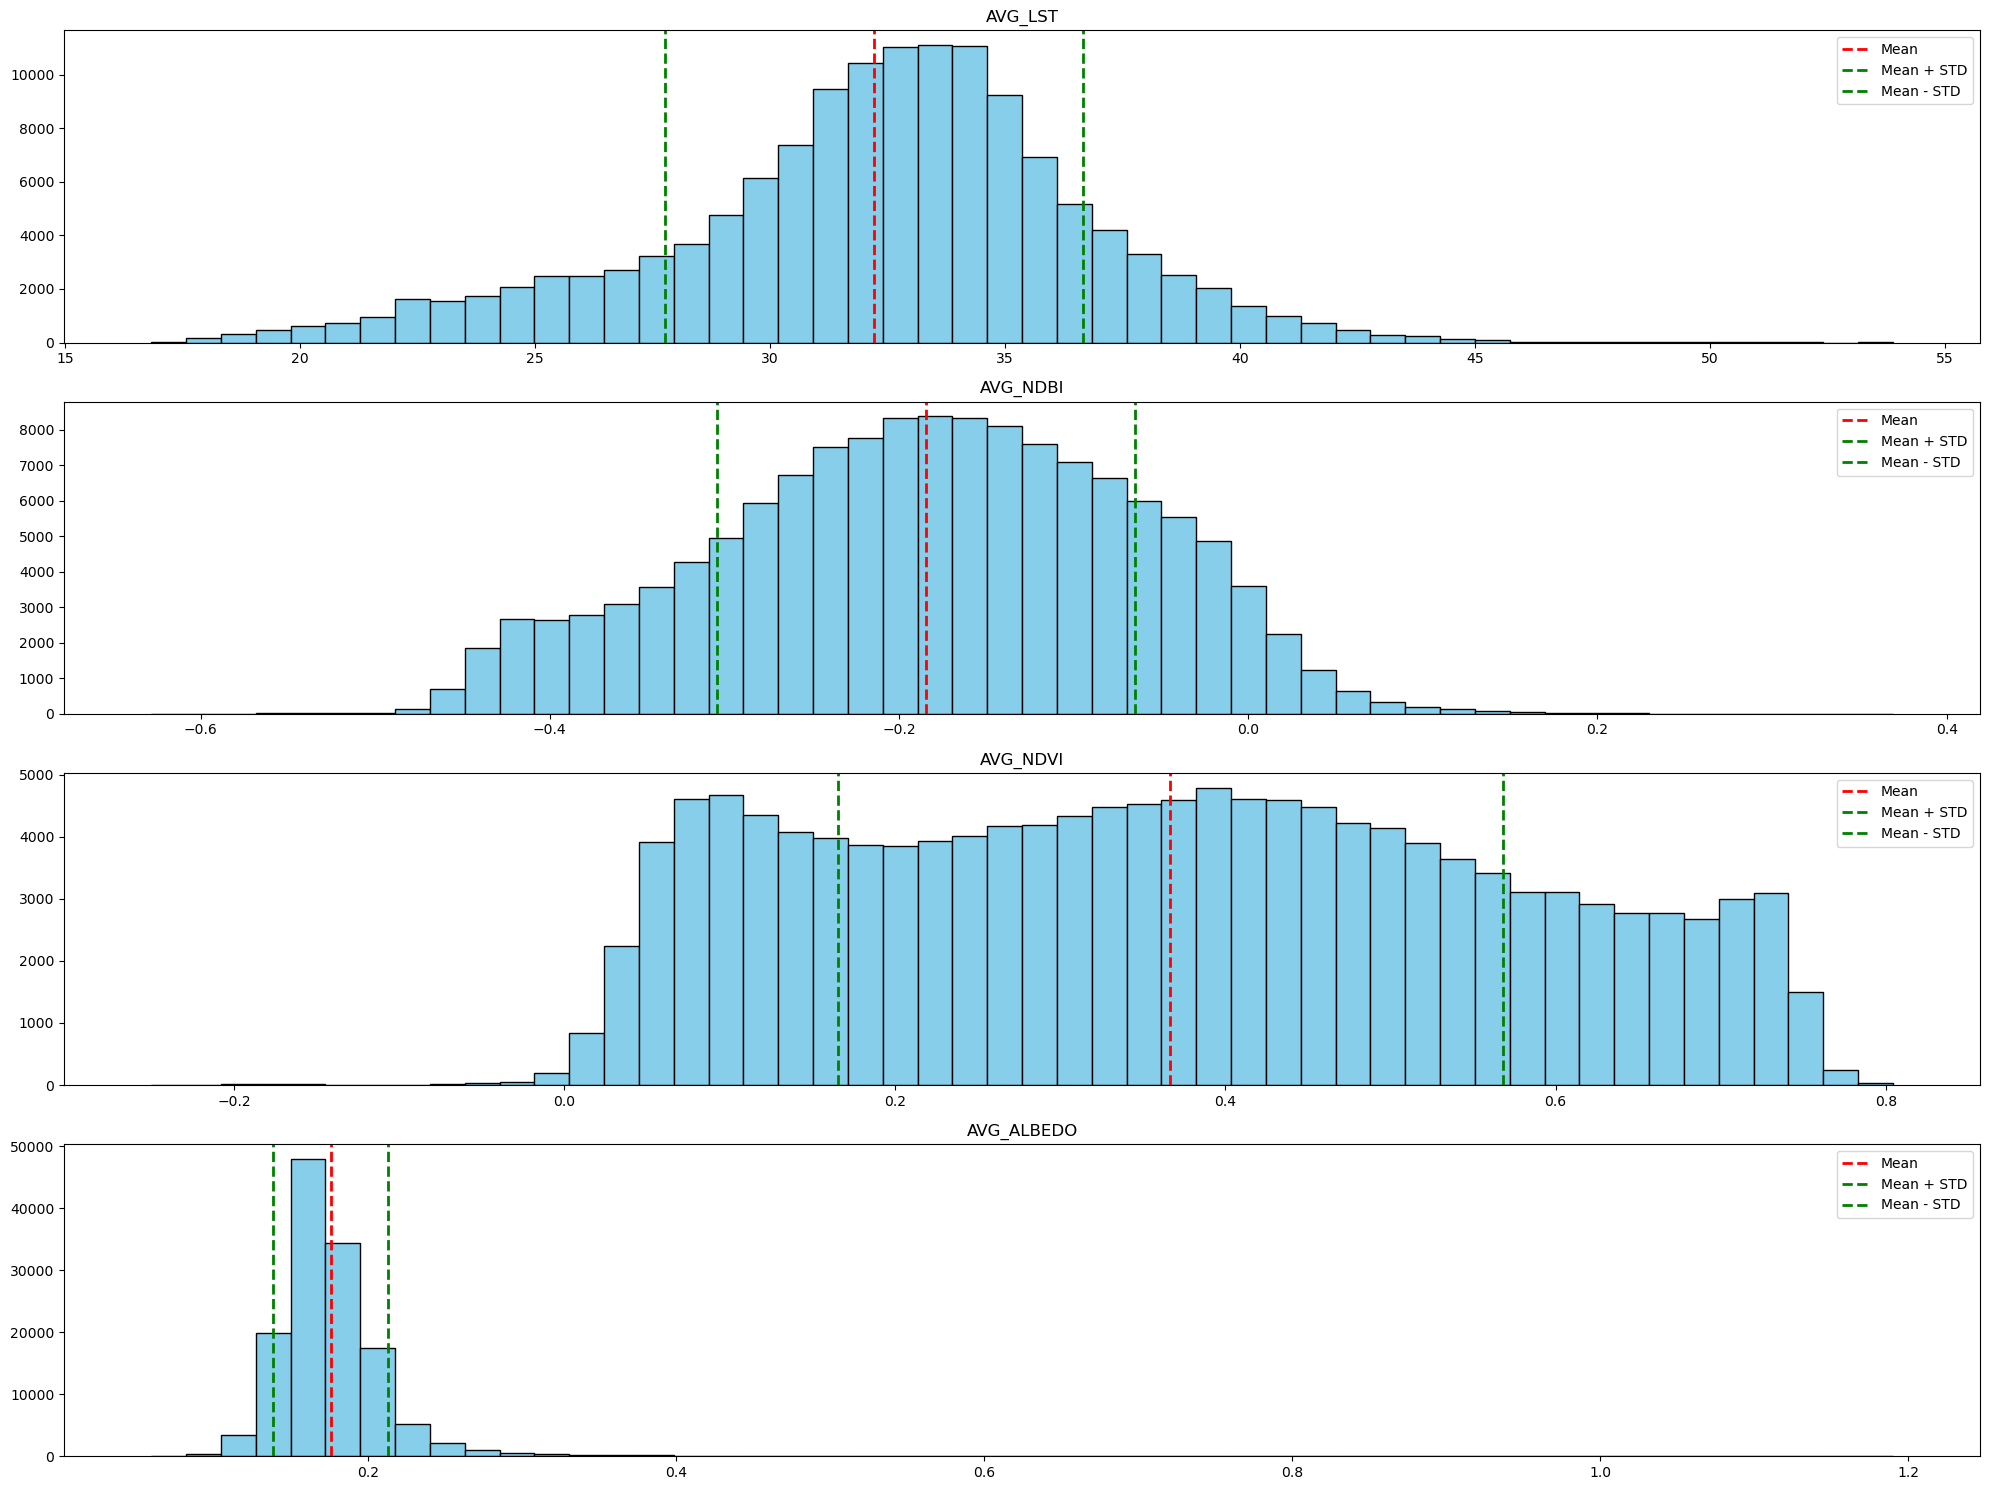 AVG_LST
Mean
Mean + STD
Mean - STD
10000
8000
6000
4000
2000
0
15 20 25 30 35 40 45 50 55
AVG_NDBI
Mean
Mean + STD
Mean - STD
8000
7000
6000
5000
4000
3000
2000
1000
0
−0.6 −0.4 −0.2 0.0 0.2 0.4
AVG_NDVI
Mean
Mean + STD
Mean - STD
5000
4000
3000
2000
1000
0
−0.2 0.0 0.2 0.4 0.6 0.8
AVG_ALBEDO
Mean
Mean + STD
Mean - STD
50000
40000
30000
20000
10000
0
0.2 0.4 0.6 0.8 1.0 1.2